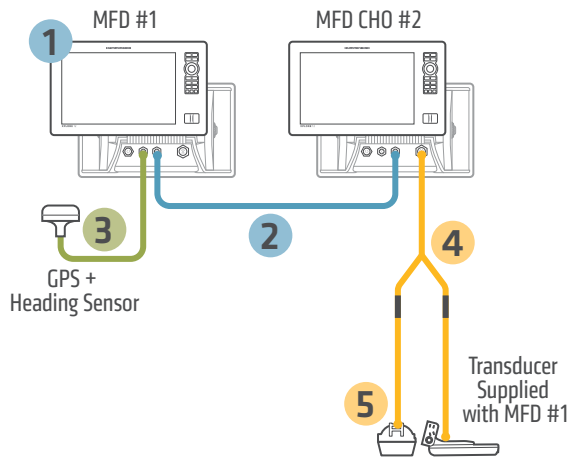 MFD #1
MFD CHO #2
1
2
3
4
GPS +
Heading Sensor
5
Transducer
Supplied
with MFD #1